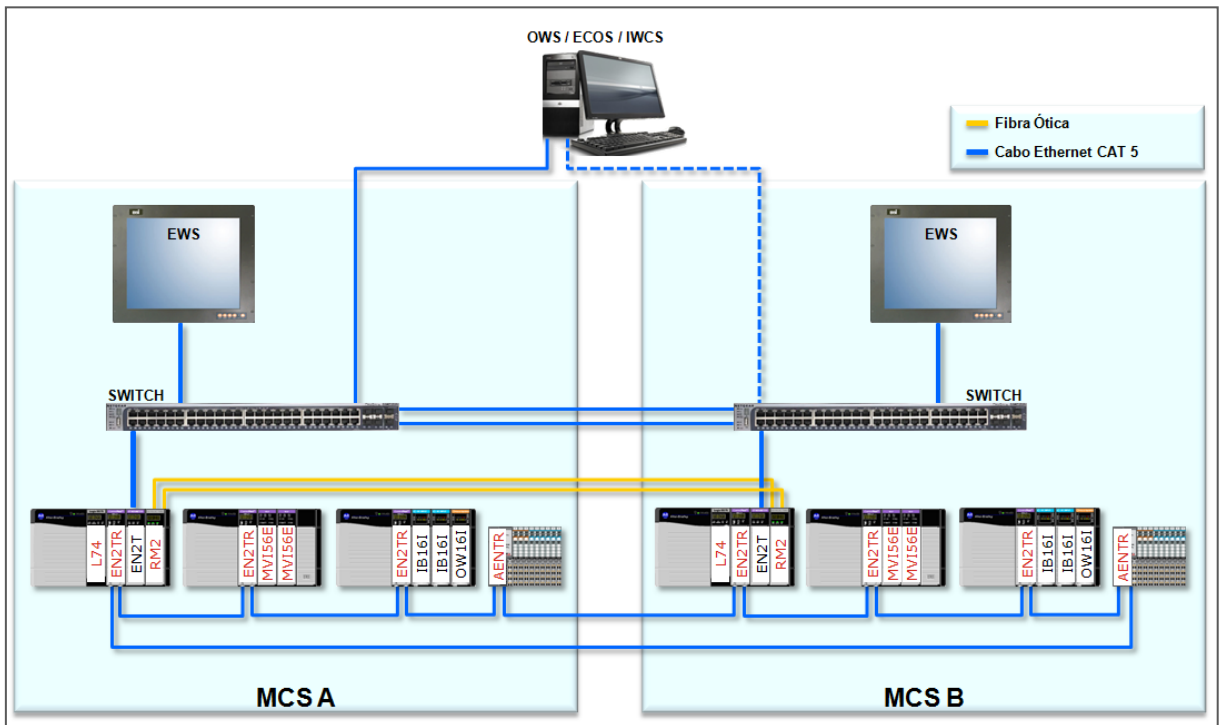 OWS / ECOS / IWCS
Fibra Ótica
Cabo Ethernet CAT 5
EWS
EWS
SWITCH
SWITCH
L74
EN2TR
EN2T
RM2
EN2TR
MVI56E
MVI56E
EN2TR
IB16I
IB16I
OW16I
AENTR
L74
EN2TR
EN2T
RM2
EN2TR
MVI56E
MVI56E
EN2TR
IB16I
IB16I
OW16I
AENTR
MCS A
MCS B